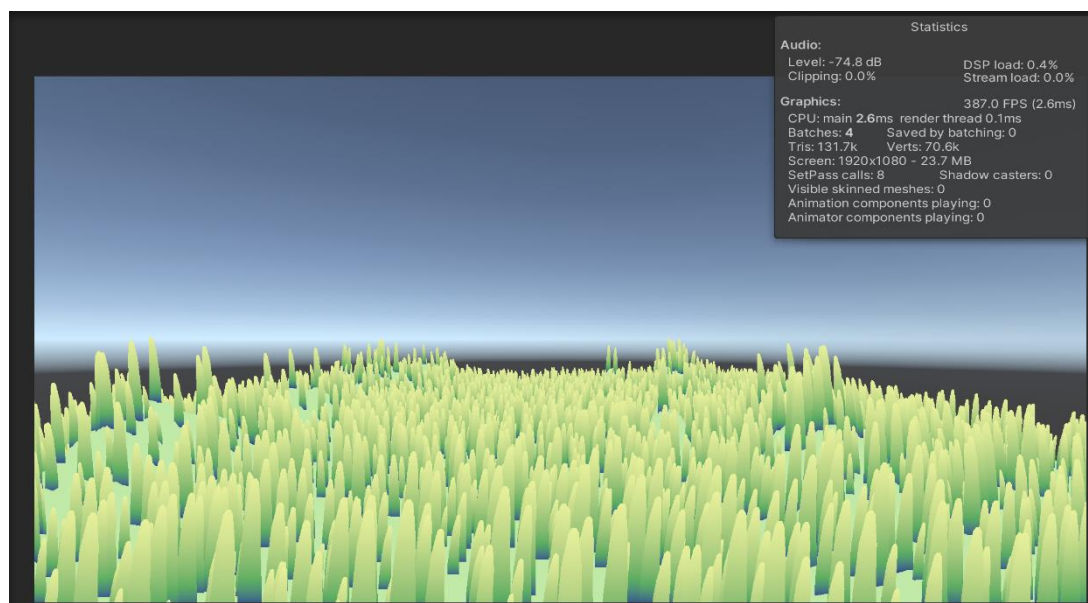 Statistics
Audio:
Level: -74.8 dB DSP load: 0.4%
Clipping: 0.0% Stream load: 0.0%
Graphics: 387.0 FPS (2.6ms)
CPU: main 2.6ms render thread 0.1ms
Batches: 4 Saved by batching: 0
Tris: 131.7k Verts: 70.6k
Screen: 1920x1080 - 23.7 MB
SetPass calls: 8 Shadow casters: 0
Visible skinned meshes: 0
Animation components playing: 0
Animator components playing: 0